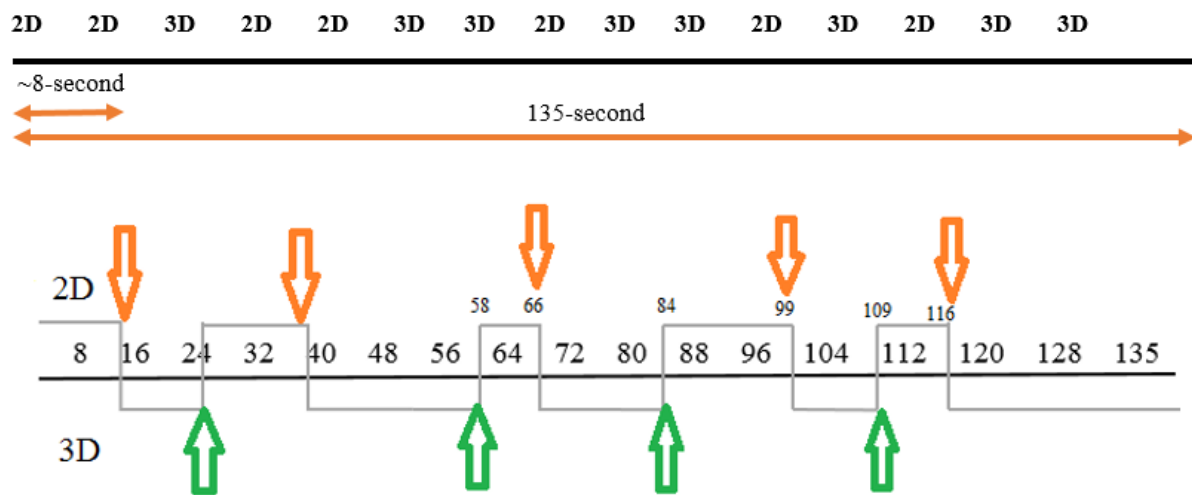 2D 2D 3D 2D 2D 3D 3D 2D 3D 3D 2D 3D 2D 3D 3D
~8-second
135-second
2D
58 66 84 99 109 116
8 16 24 32 40 48 56 64 72 80 88 96 104 112 120 128 135
3D